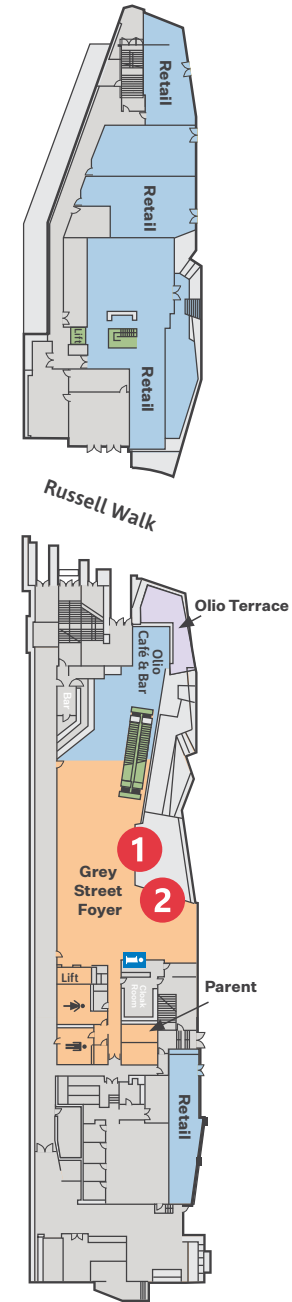 Retail
Retail
Lift
Retail
Russell Walk
Olio Terrace
Olio
Café & Bar
Bar
1
Grey
Street
Foyer
2
i
Lift
Cloak
Room
Parent
Retail